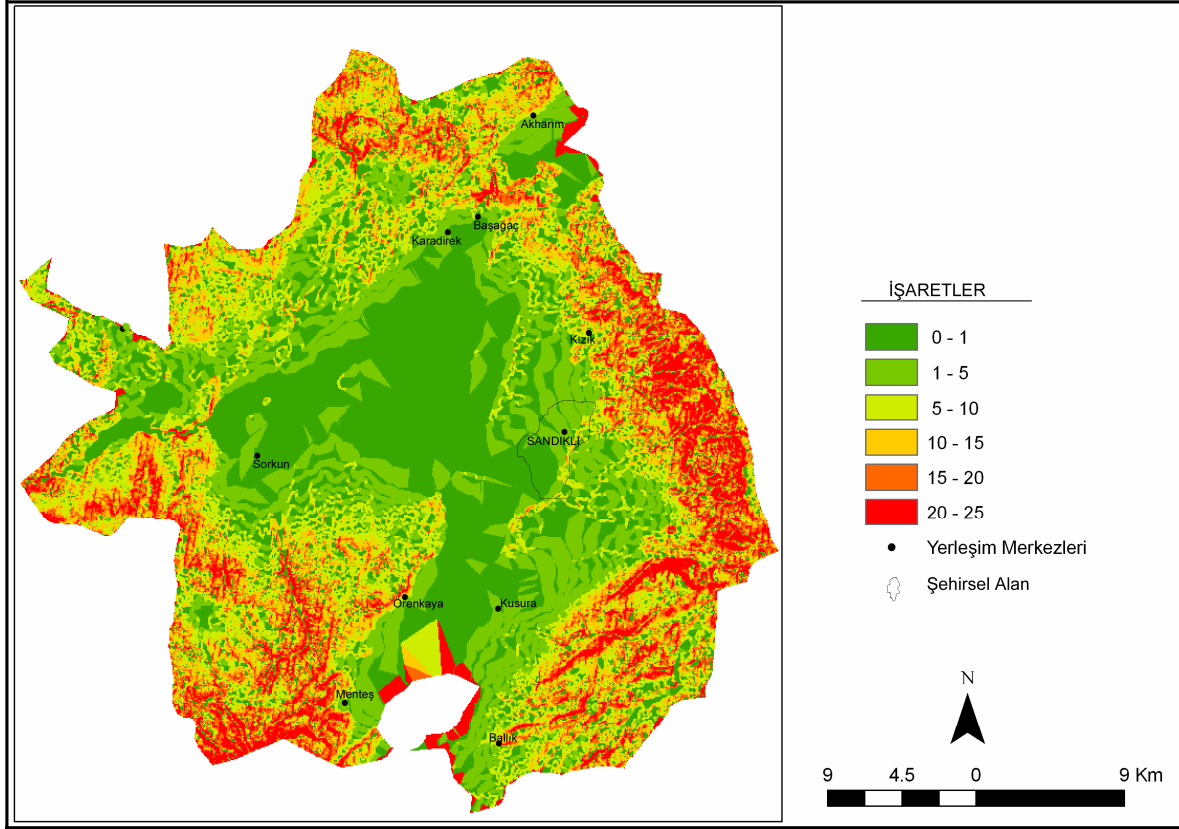 Akharım
Başağaç
Karadirek
Kızık
SANDIKLI
Sorkun
Örenkaya
Kusura
Menteş
Ballık
İŞARETLER
0 - 1
1 - 5
5 - 10
10 - 15
15 - 20
20 - 25
Yerleşim Merkezleri
Şehirsel Alan
N
9 4.5 0 9 Km